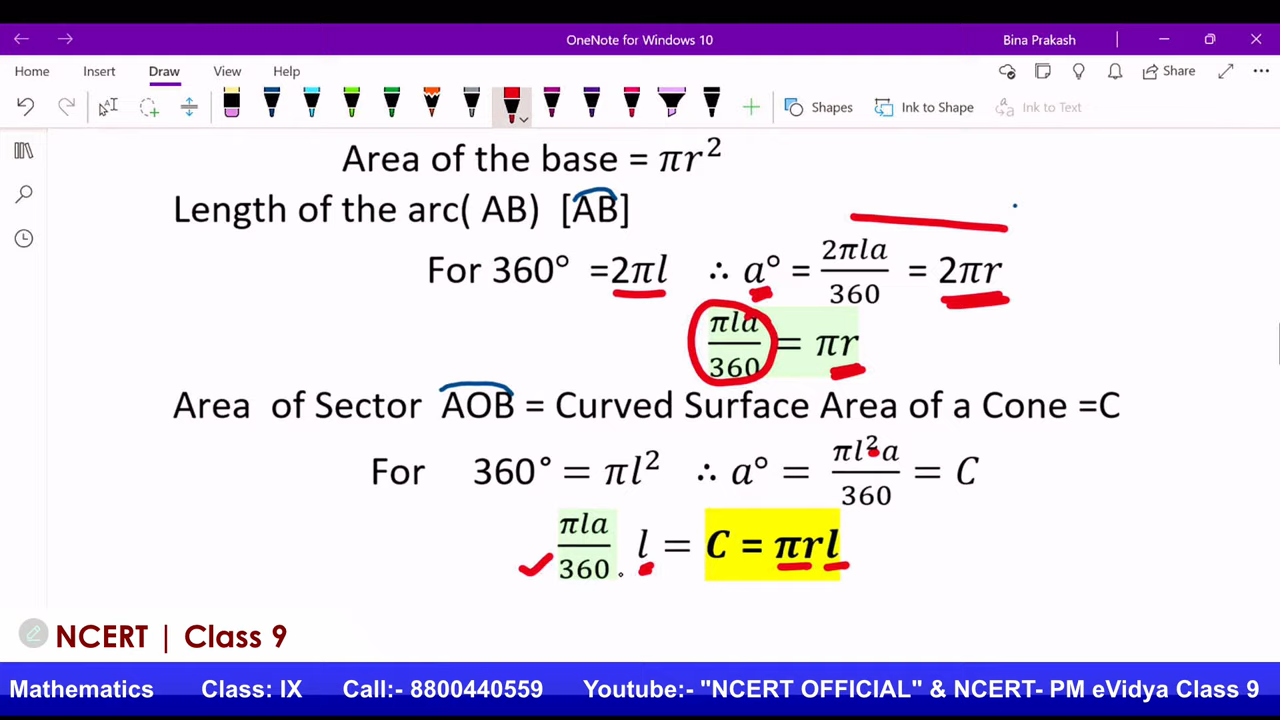 OneNote for Windows 10
Bina Prakash
Home Insert Draw View Help
Share
Shapes Ink to Shape Ink to Text
Area of the base = πr²
Length of the arc( AB) [AB]
For 360° =2πl ∴ a° = 2πla/360 = 2πr
πla/360 = πr
Area of Sector AOB = Curved Surface Area of a Cone =C
For 360° = πl² ∴ a° = πl²a/360 = C
πla/360 . l = C = πrl
NCERT | Class 9
Mathematics Class: IX Call:- 8800440559 Youtube:- "NCERT OFFICIAL" & NCERT- PM eVidya Class 9